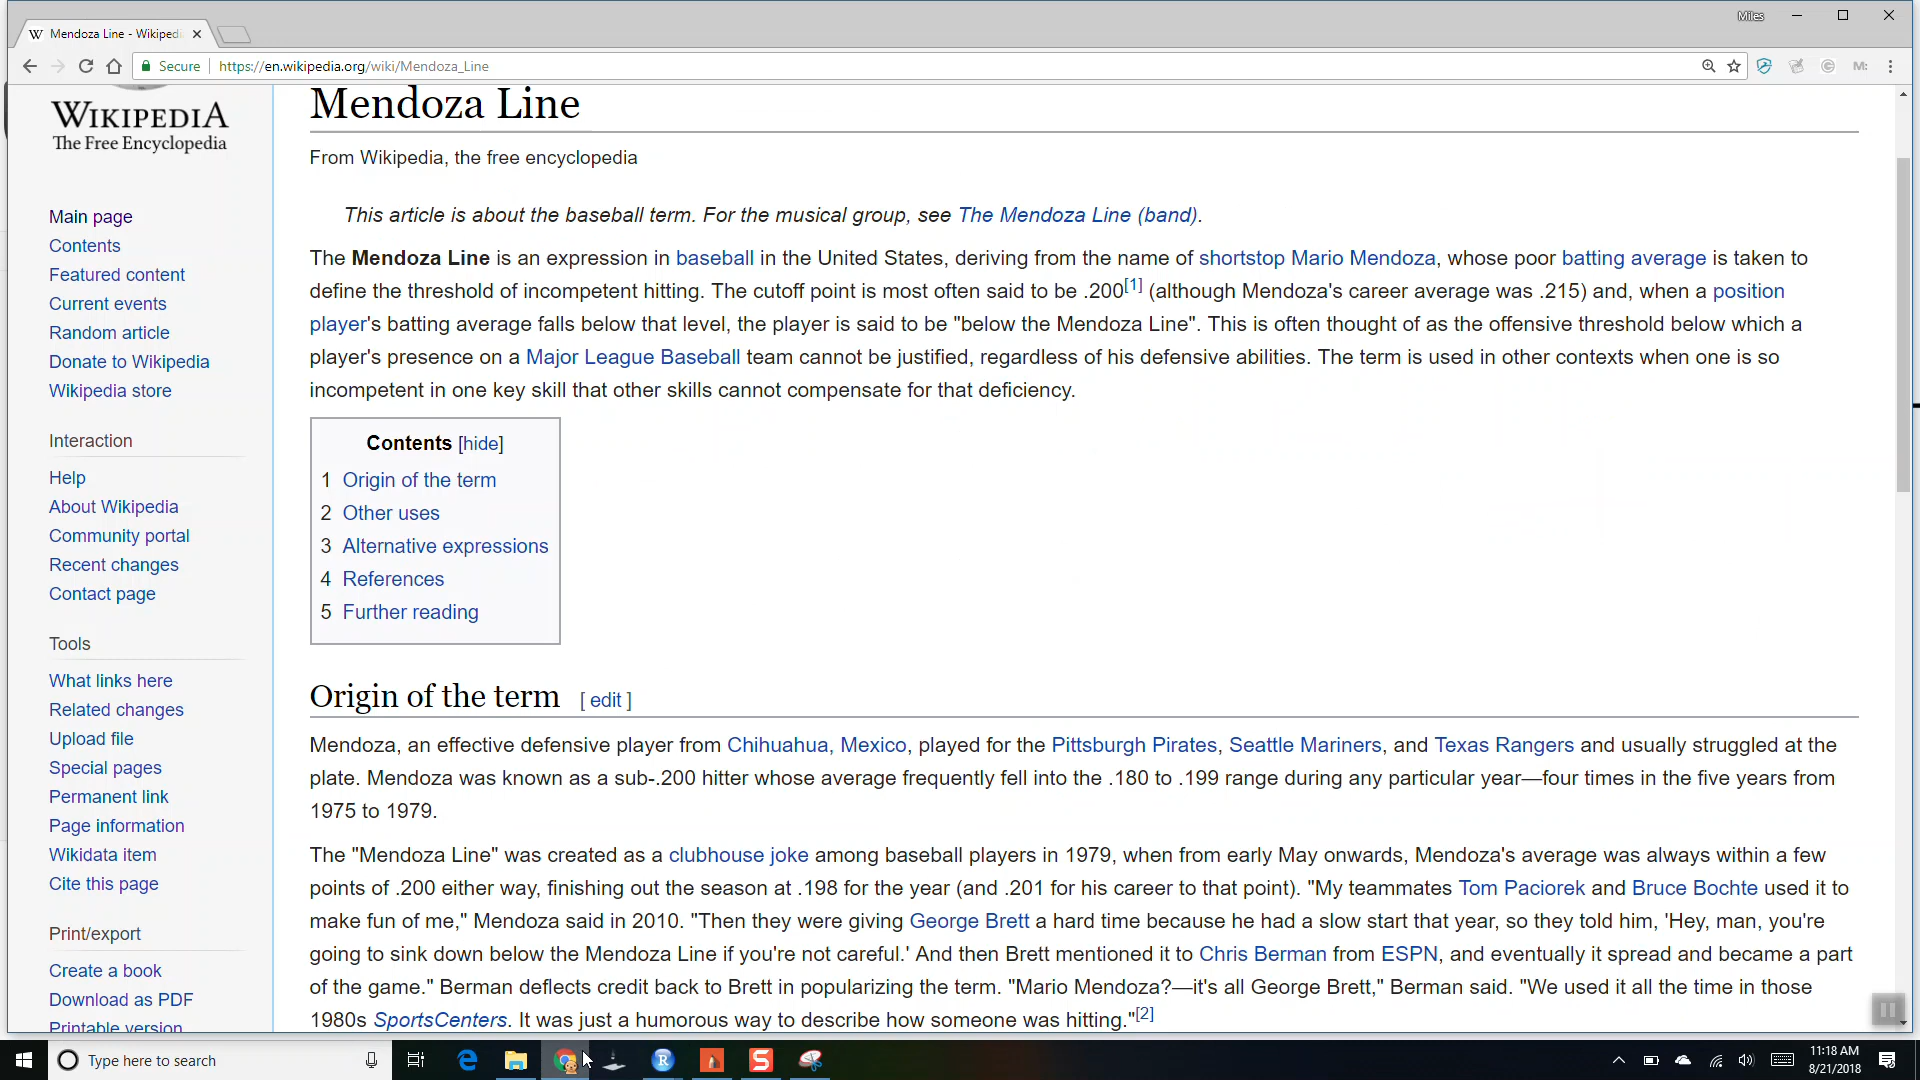 Miles
Mendoza Line - Wikipedi
Secure
https://en.wikipedia.org/wiki/Mendoza_Line
WIKIPEDIA
The Free Encyclopedia
Main page
Contents
Featured content
Current events
Random article
Donate to Wikipedia
Wikipedia store
Interaction
Help
About Wikipedia
Community portal
Recent changes
Contact page
Tools
What links here
Related changes
Upload file
Special pages
Permanent link
Page information
Wikidata item
Cite this page
Print/export
Create a book
Download as PDF
Printable version
Mendoza Line
From Wikipedia, the free encyclopedia
This article is about the baseball term. For the musical group, see The Mendoza Line (band).
The Mendoza Line is an expression in baseball in the United States, deriving from the name of shortstop Mario Mendoza, whose poor batting average is taken to
define the threshold of incompetent hitting. The cutoff point is most often said to be .200[1] (although Mendoza's career average was .215) and, when a position
player's batting average falls below that level, the player is said to be "below the Mendoza Line". This is often thought of as the offensive threshold below which a
player's presence on a Major League Baseball team cannot be justified, regardless of his defensive abilities. The term is used in other contexts when one is so
incompetent in one key skill that other skills cannot compensate for that deficiency.
Contents [hide]
1 Origin of the term
2 Other uses
3 Alternative expressions
4 References
5 Further reading
Origin of the term [ edit ]
Mendoza, an effective defensive player from Chihuahua, Mexico, played for the Pittsburgh Pirates, Seattle Mariners, and Texas Rangers and usually struggled at the
plate. Mendoza was known as a sub-.200 hitter whose average frequently fell into the .180 to .199 range during any particular year—four times in the five years from
1975 to 1979.
The "Mendoza Line" was created as a clubhouse joke among baseball players in 1979, when from early May onwards, Mendoza's average was always within a few
points of .200 either way, finishing out the season at .198 for the year (and .201 for his career to that point). "My teammates Tom Paciorek and Bruce Bochte used it to
make fun of me," Mendoza said in 2010. "Then they were giving George Brett a hard time because he had a slow start that year, so they told him, 'Hey, man, you're
going to sink down below the Mendoza Line if you're not careful.' And then Brett mentioned it to Chris Berman from ESPN, and eventually it spread and became a part
of the game." Berman deflects credit back to Brett in popularizing the term. "Mario Mendoza?—it's all George Brett," Berman said. "We used it all the time in those
1980s SportsCenters. It was just a humorous way to describe how someone was hitting."[2]
Type here to search
11:18 AM
8/21/2018